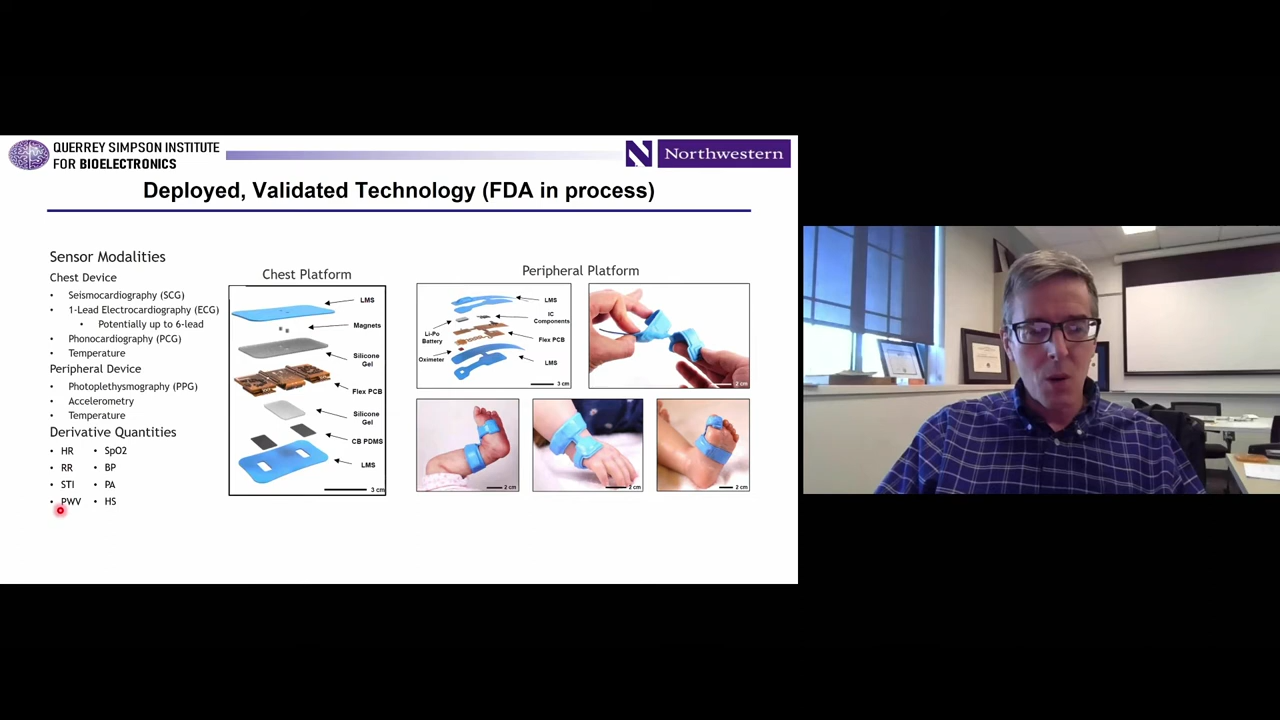 QUERREY SIMPSON INSTITUTE
FOR BIOELECTRONICS
N
Northwestern
Deployed, Validated Technology (FDA in process)
Sensor Modalities
Chest Device
• Seismocardiography (SCG)
• 1-Lead Electrocardiography (ECG)
• Potentially up to 6-lead
• Phonocardiography (PCG)
• Temperature
Peripheral Device
• Photoplethysmography (PPG)
• Accelerometry
• Temperature
Derivative Quantities
• HR • SpO2
• RR • BP
• STI • PA
• PWV • HS
Chest Platform
LMS
Magnets
Silicone
Gel
Flex PCB
Silicone
Gel
CB PDMS
LMS
3 cm
Peripheral Platform
LMS
IC
Components
Li-Po
Battery
Flex PCB
Oximeter
LMS
3 cm
2 cm
2 cm
2 cm
2 cm